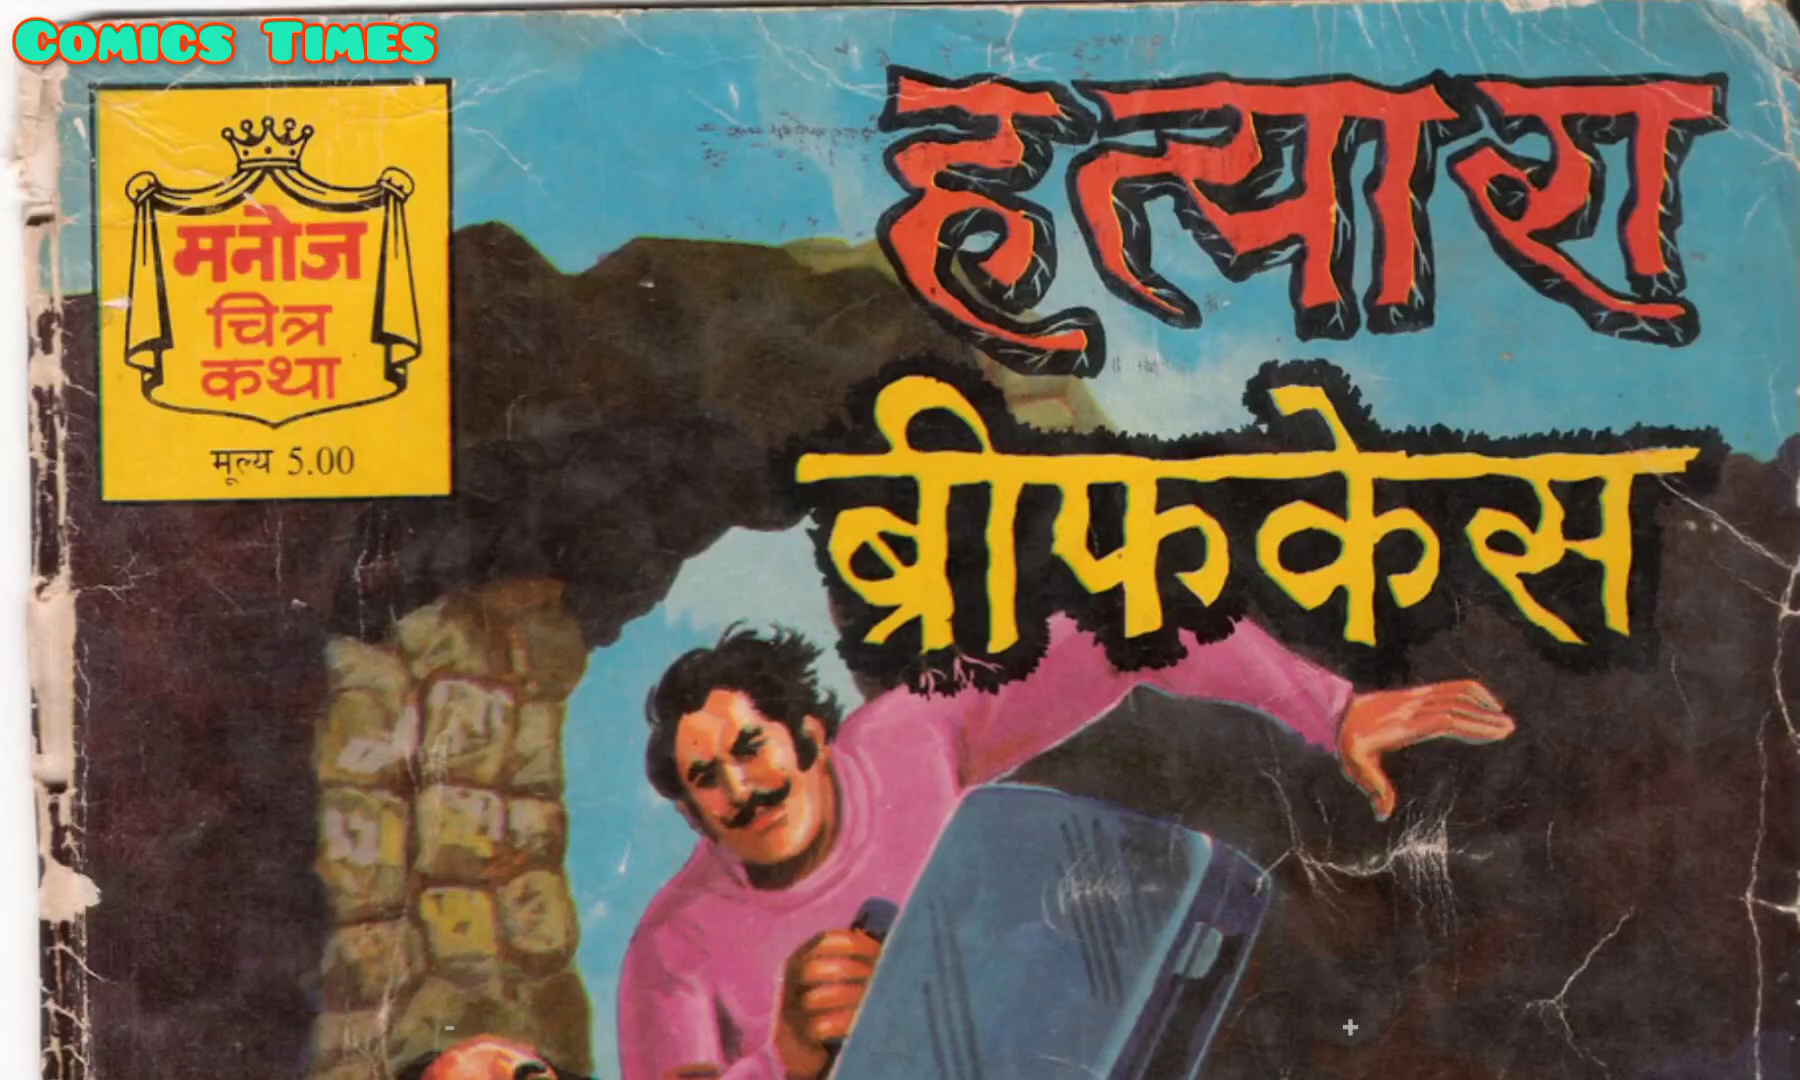 Comics Times
हत्यारा
मनोज
चित्र
कथा
मूल्य 5.00
ब्रीफकेस